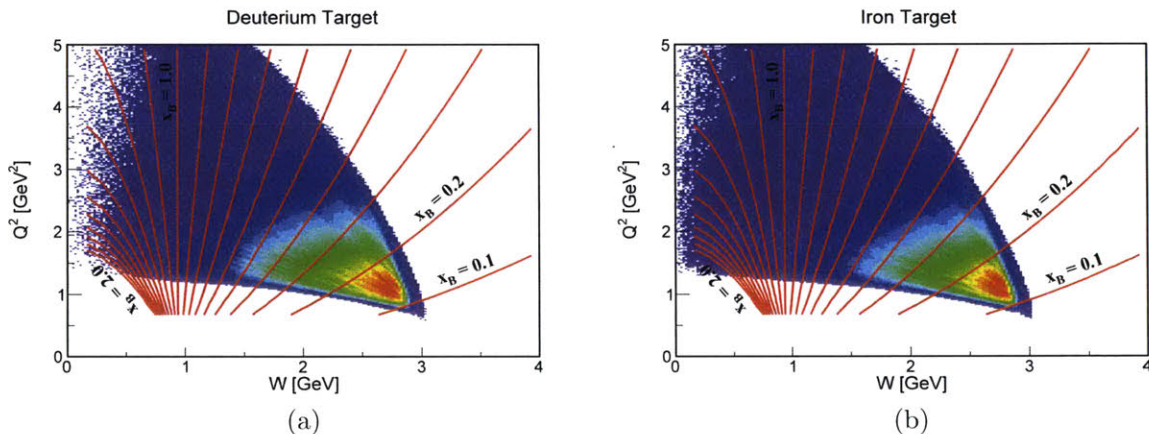 Deuterium Target
5
4
3
2
1
0
Q² [GeV²]
0 1 2 3 4
W [GeV]
x_B = 1.0
x_B = 2.0
x_B = 0.2
x_B = 0.1
(a)
Iron Target
5
4
3
2
1
0
Q² [GeV²]
0 1 2 3 4
W [GeV]
x_B = 1.0
x_B = 2.0
x_B = 0.2
x_B = 0.1
(b)